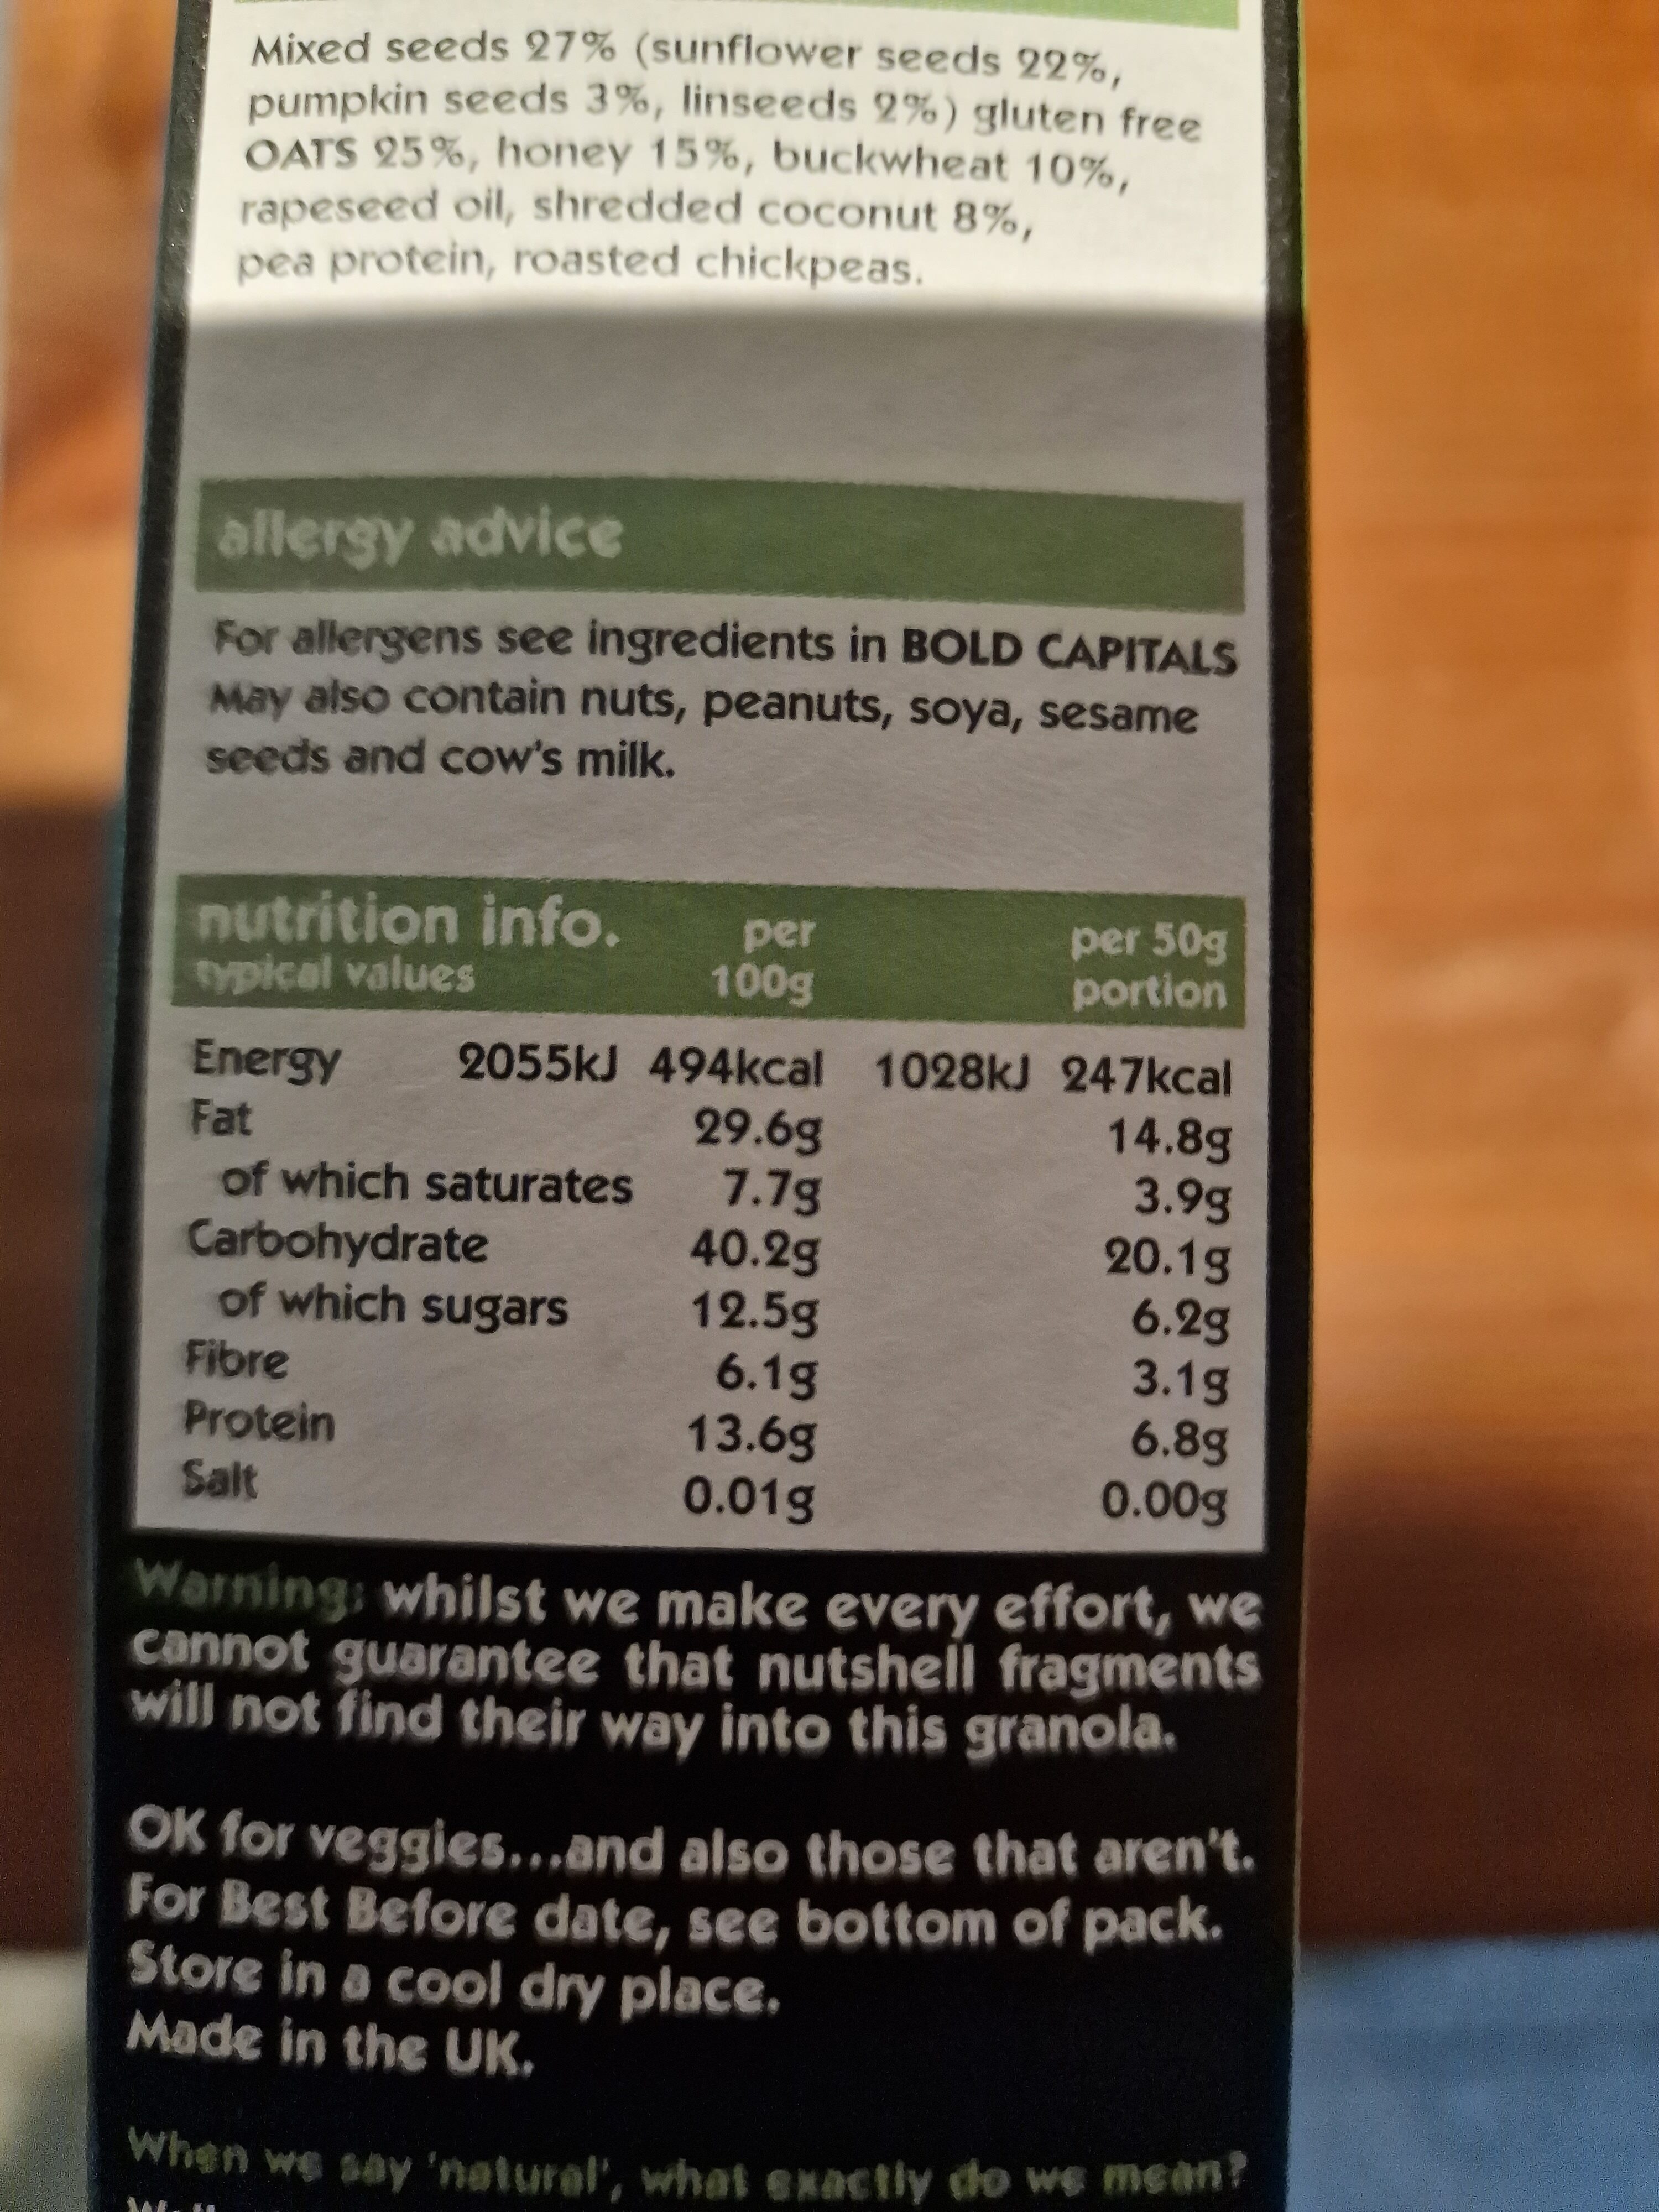 Mixed seeds 27% (sunflower seeds 22%,
pumpkin seeds 3%, linseeds 2%) gluten free
OATS 25%, honey 15%, buckwheat 10%,
rapeseed oil, shredded coconut 8%,
pea protein, roasted chickpeas.
allergy advice
For allergens see ingredients in BOLD CAPITALS
May also contain nuts, peanuts, soya, sesame
seeds and cow's milk.
nutrition info. per per 50g
typical values 100g portion
Energy 2055kJ 494kcal 1028kJ 247kcal
Fat 29.6g 14.8g
of which saturates 7.7g 3.9g
Carbohydrate 40.2g 20.1g
of which sugars 12.5g 6.2g
Fibre 6.1g 3.1g
Protein 13.6g 6.8g
Salt 0.01g 0.00g
Warning: whilst we make every effort, we
cannot guarantee that nutshell fragments
will not find their way into this granola.
OK for veggies...and also those that aren't.
For Best Before date, see bottom of pack.
Store in a cool dry place.
Made in the UK.
When we say 'natural', what exactly do we mean?